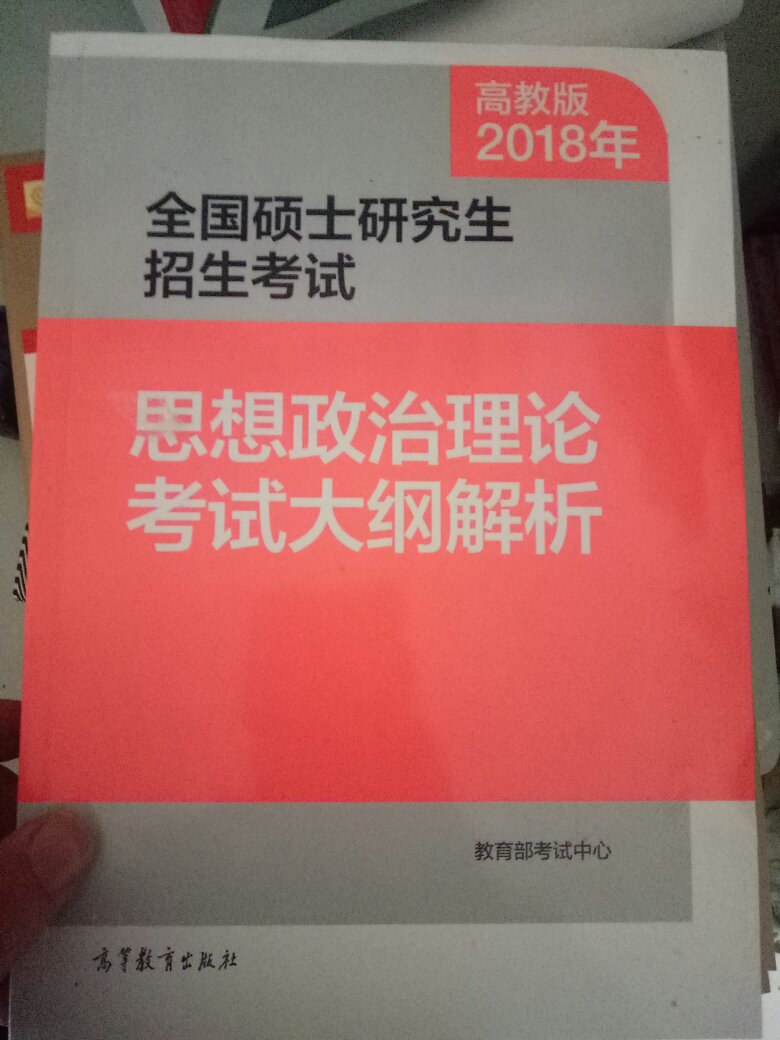 高教版
2018年
全国硕士研究生
招生考试
思想政治理论
考试大纲解析
教育部考试中心
高等教育出版社